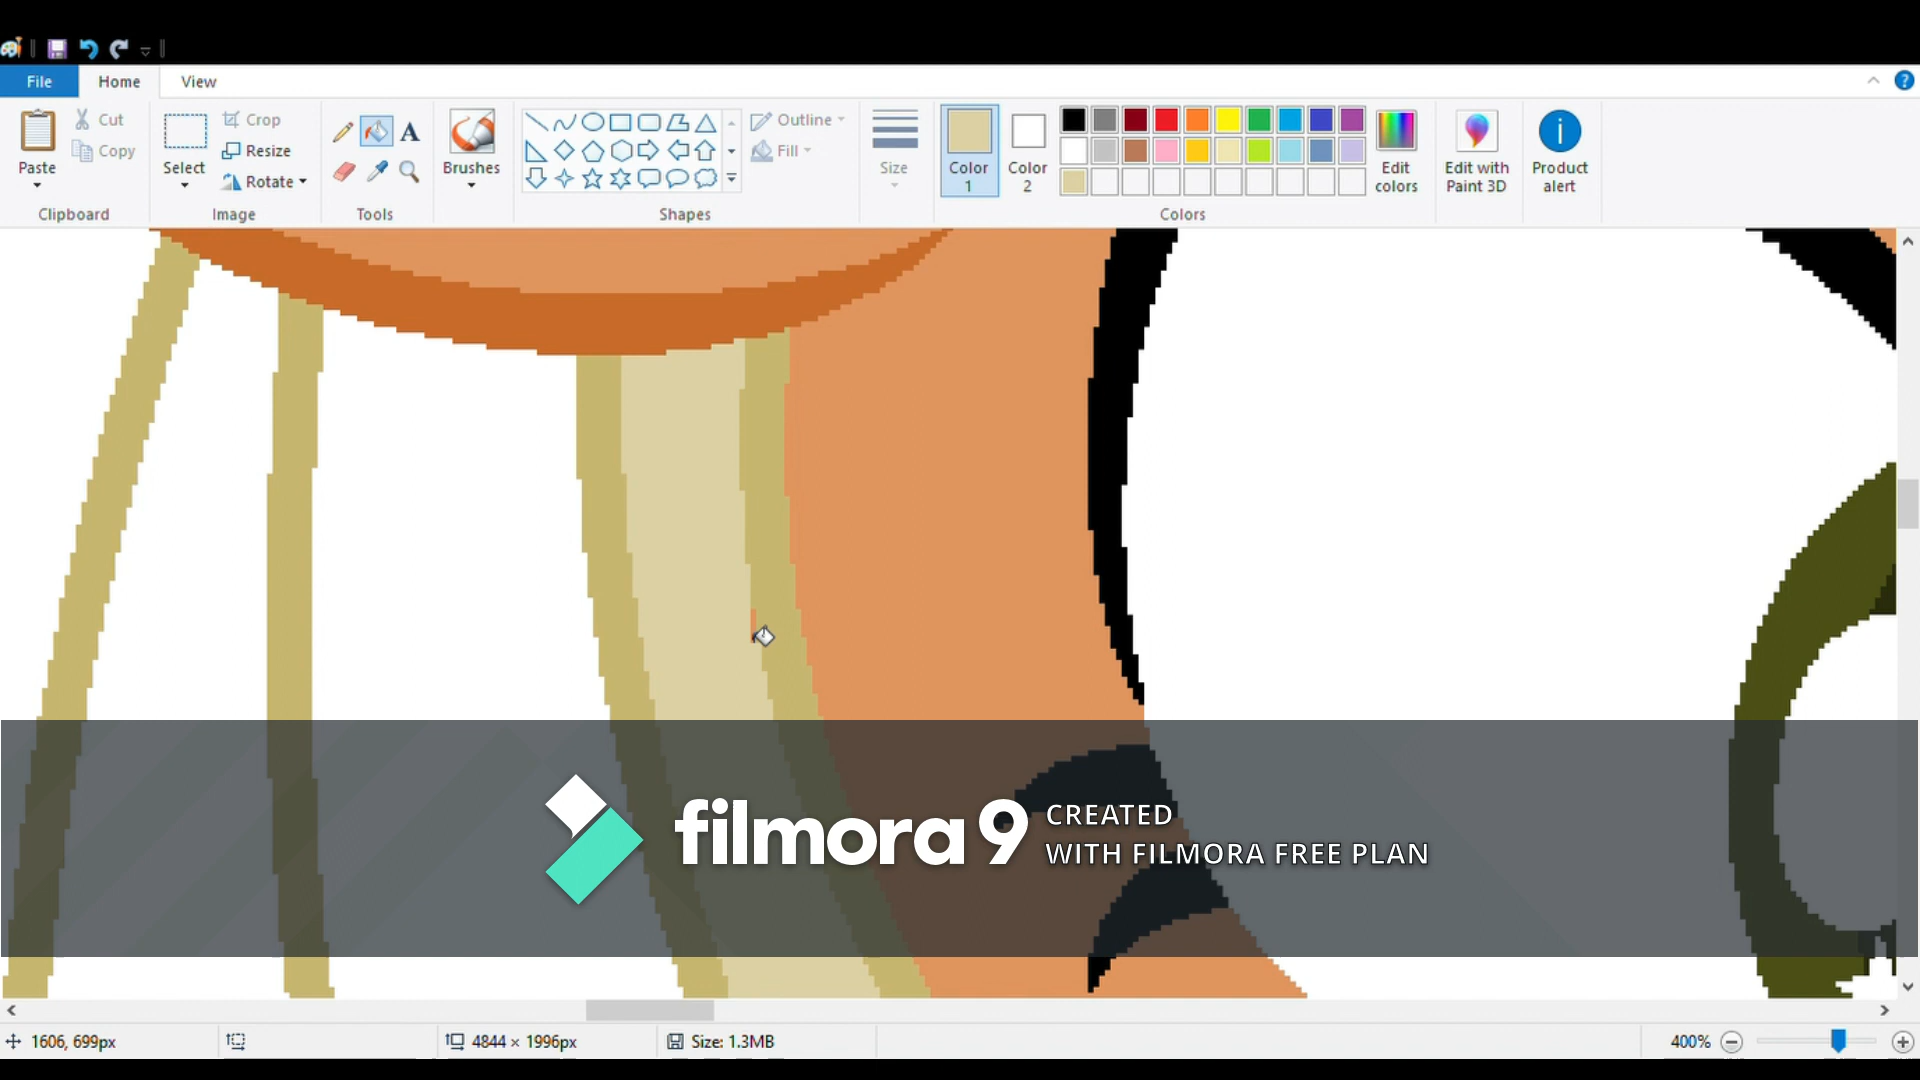 File Home View
Paste Cut Copy Select Crop Resize Rotate A Brushes Outline Fill Size Color 1 Color 2 Edit colors Edit with Paint 3D Product alert
Clipboard Image Tools Shapes Colors
filmora9 CREATED
WITH FILMORA FREE PLAN
1606, 699px 4844 × 1996px Size: 1.3MB 400%